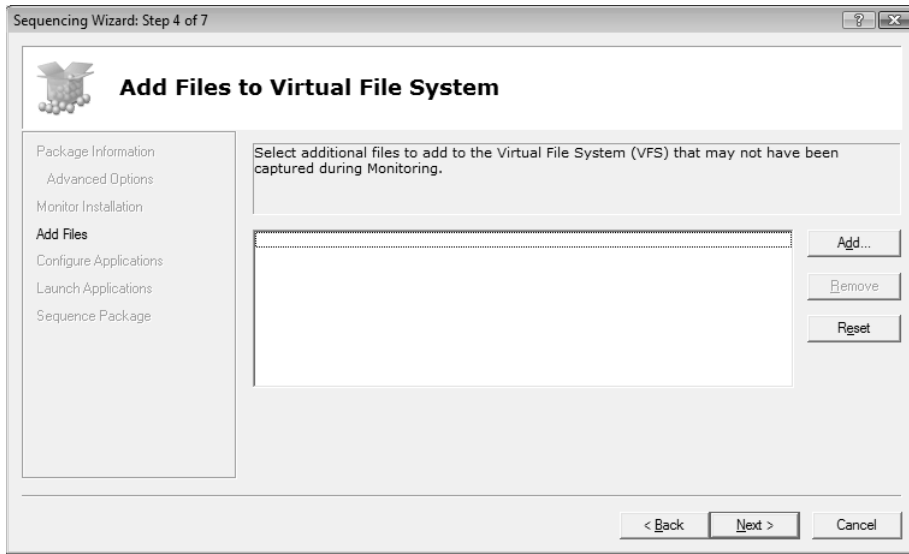 Sequencing Wizard: Step 4 of 7
?
Add Files to Virtual File System
Package Information
Advanced Options
Monitor Installation
Add Files
Configure Applications
Launch Applications
Sequence Package
Select additional files to add to the Virtual File System (VFS) that may not have been
captured during Monitoring.
Add...
Remove
Reset
< Back
Next >
Cancel